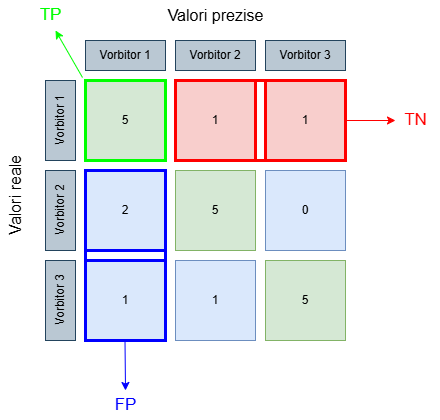 TP
Valori prezise
Vorbitor 1
Vorbitor 2
Vorbitor 3
Valori reale
Vorbitor 1
5
1
1
TN
Vorbitor 2
2
5
0
Vorbitor 3
1
1
5
FP